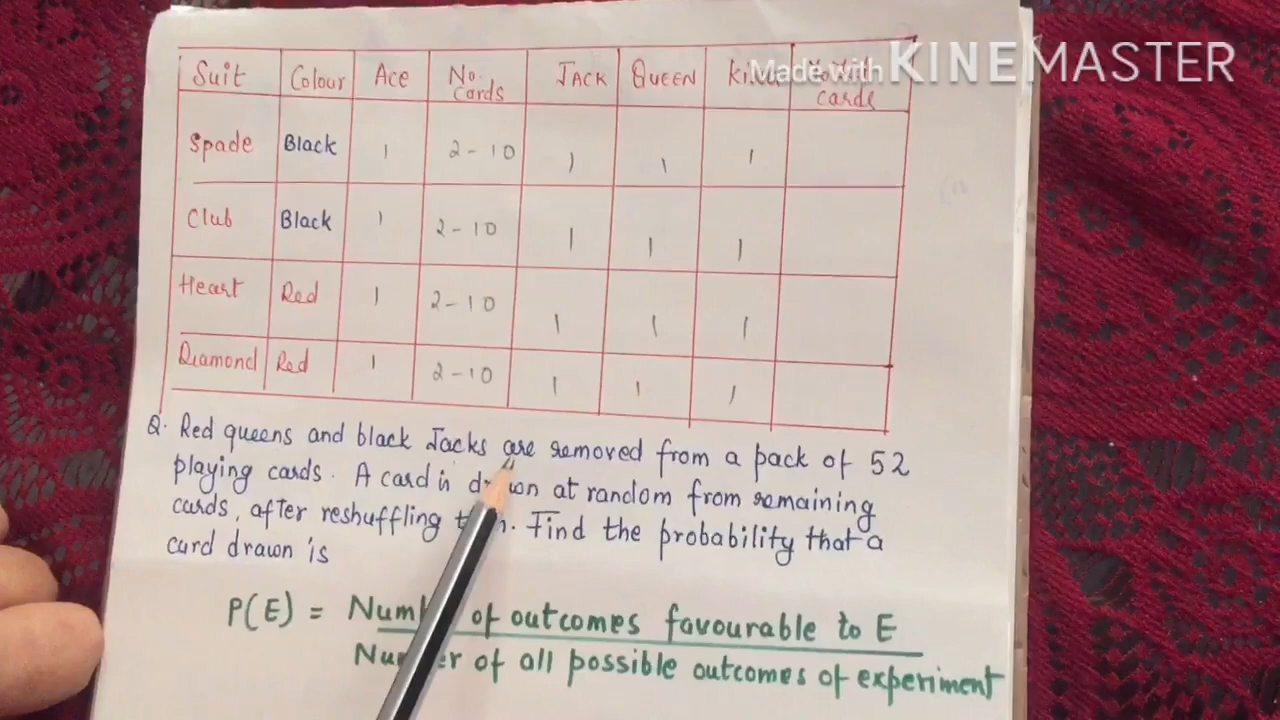 Made with KINEMASTER
Suit Colour Ace No. Cards JACK QUEEN cards
Spade Black 1 2-10 1 1 1
Club Black 1 2-10 1 1 1
Heart Red 1 2-10 1 1 1
Diamond Red 1 2-10 1 1 1
Q. Red queens and black Jacks are removed from a pack of 52
playing cards. A card is at random from remaining
cards, after reshuffling. Find the probability that a
card drawn is
P(E) = of outcomes favourable to E
of all possible outcomes of experiment